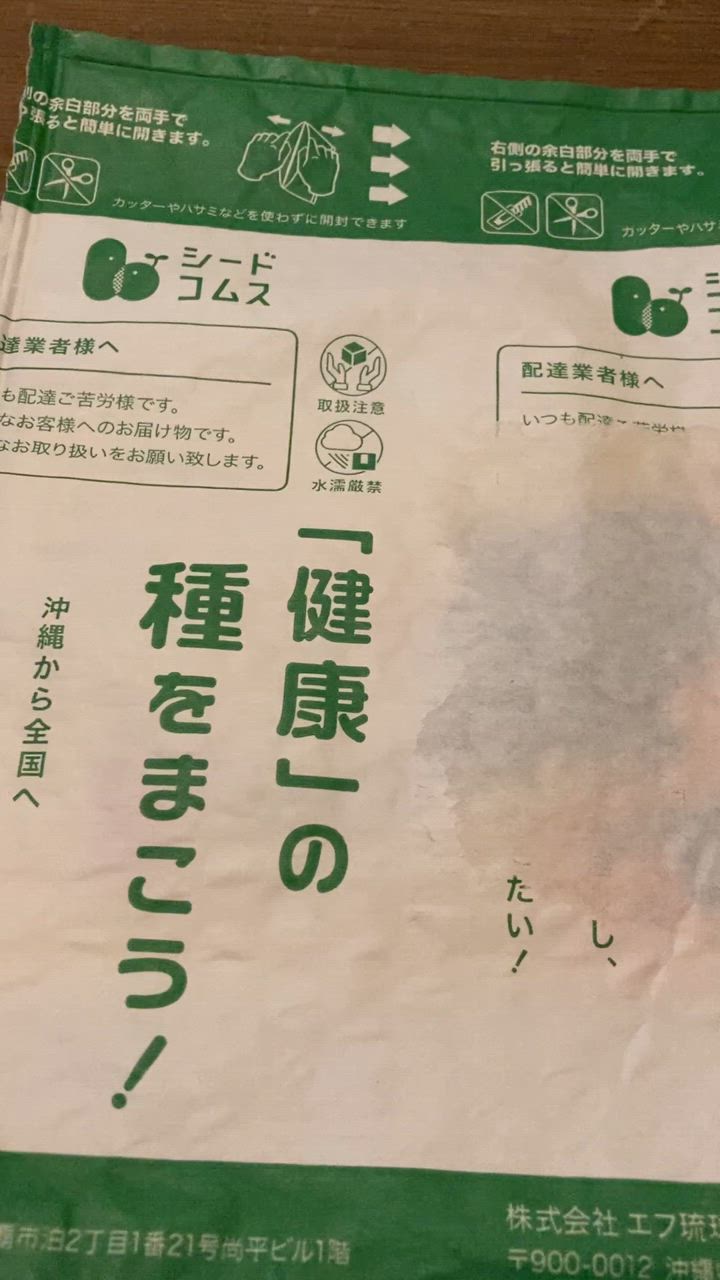 側の余白部分を両手で
っ張ると簡単に開きます。
カッターやハサミなどを使わずに開封できます
右側の余白部分を両手で
引っ張ると簡単に開きます。
カッターやハサ
シード
コムス
達業者様へ
も配達ご苦労様です。
なお客様へのお届け物です。
なお取り扱いをお願い致します。
取扱注意
水濡厳禁
配達業者様へ
いつも配達
「健康」の
種をまこう!
沖縄から全国へ
し、
たい!
市泊2丁目1番21号尚平ビル1階
株式会社 エフ琉
〒900-0012 沖縄